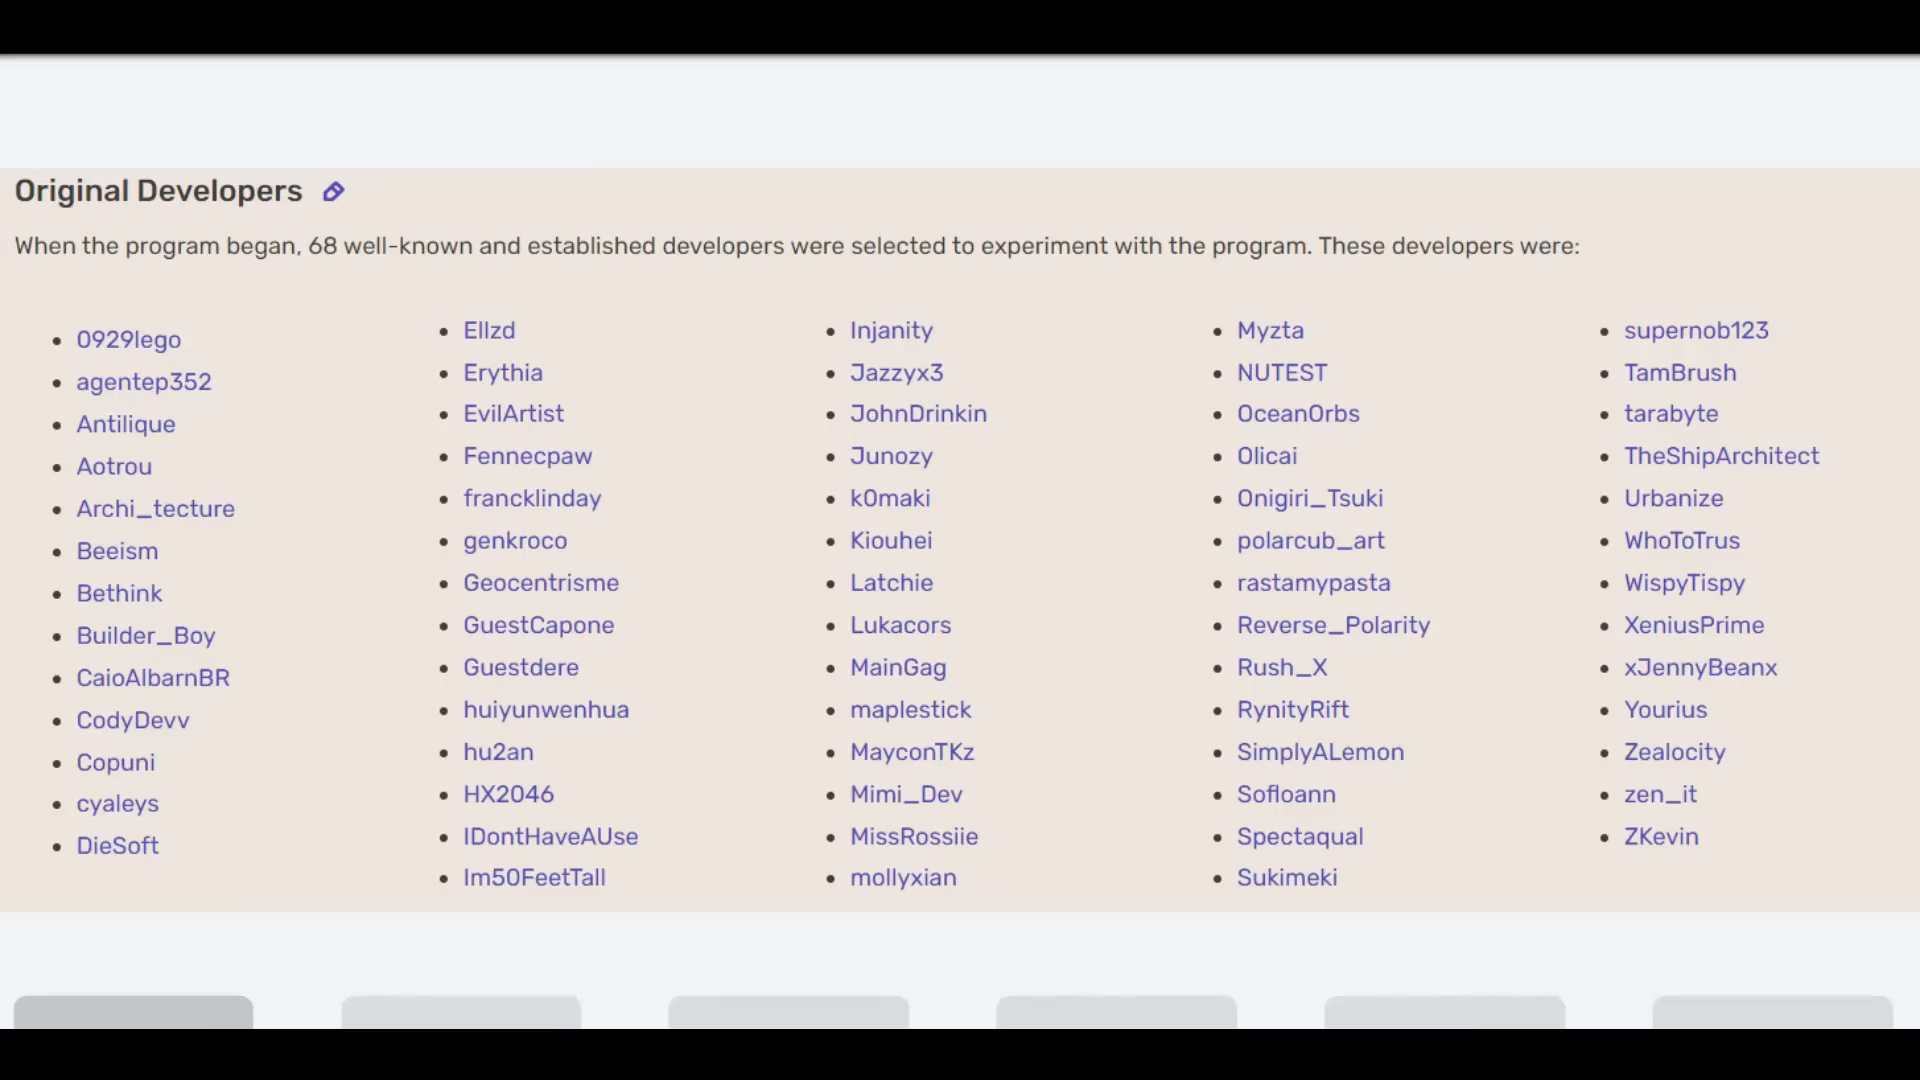 Original Developers
When the program began, 68 well-known and established developers were selected to experiment with the program. These developers were:
0929lego
agentep352
Antilique
Aotrou
Archi_tecture
Beeism
Bethink
Builder_Boy
CaioAlbarnBR
CodyDevv
Copuni
cyaleys
DieSoft
Ellzd
Erythia
EvilArtist
Fennecpaw
francklinday
genkroco
Geocentrisme
GuestCapone
Guestdere
huiyunwenhua
hu2an
HX2046
IDontHaveAUse
Im50FeetTall
Injanity
Jazzyx3
JohnDrinkin
Junozy
k0maki
Kiouhei
Latchie
Lukacors
MainGag
maplestick
MayconTKz
Mimi_Dev
MissRossiie
mollyxian
Myzta
NUTEST
OceanOrbs
Olicai
Onigiri_Tsuki
polarcub_art
rastamypasta
Reverse_Polarity
Rush_X
RynityRift
SimplyALemon
Sofloann
Spectaqual
Sukimeki
supernob123
TamBrush
tarabyte
TheShipArchitect
Urbanize
WhoToTrus
WispyTispy
XeniusPrime
xJennyBeanx
Yourius
Zealocity
zen_it
ZKevin